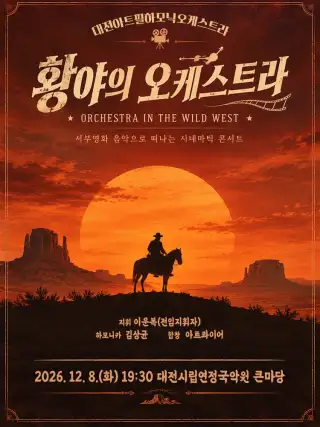 대전아트필하모닉오케스트라
황야의 오케스트라
★ ORCHESTRA IN THE WILD WEST ★
서부영화 음악으로 떠나는 시네마틱 콘서트
지휘 이운복(전임지휘자)
하모니카 김상균 합창 아트콰이어
2026. 12. 8.(화) 19:30 대전시립연정국악원 큰마당